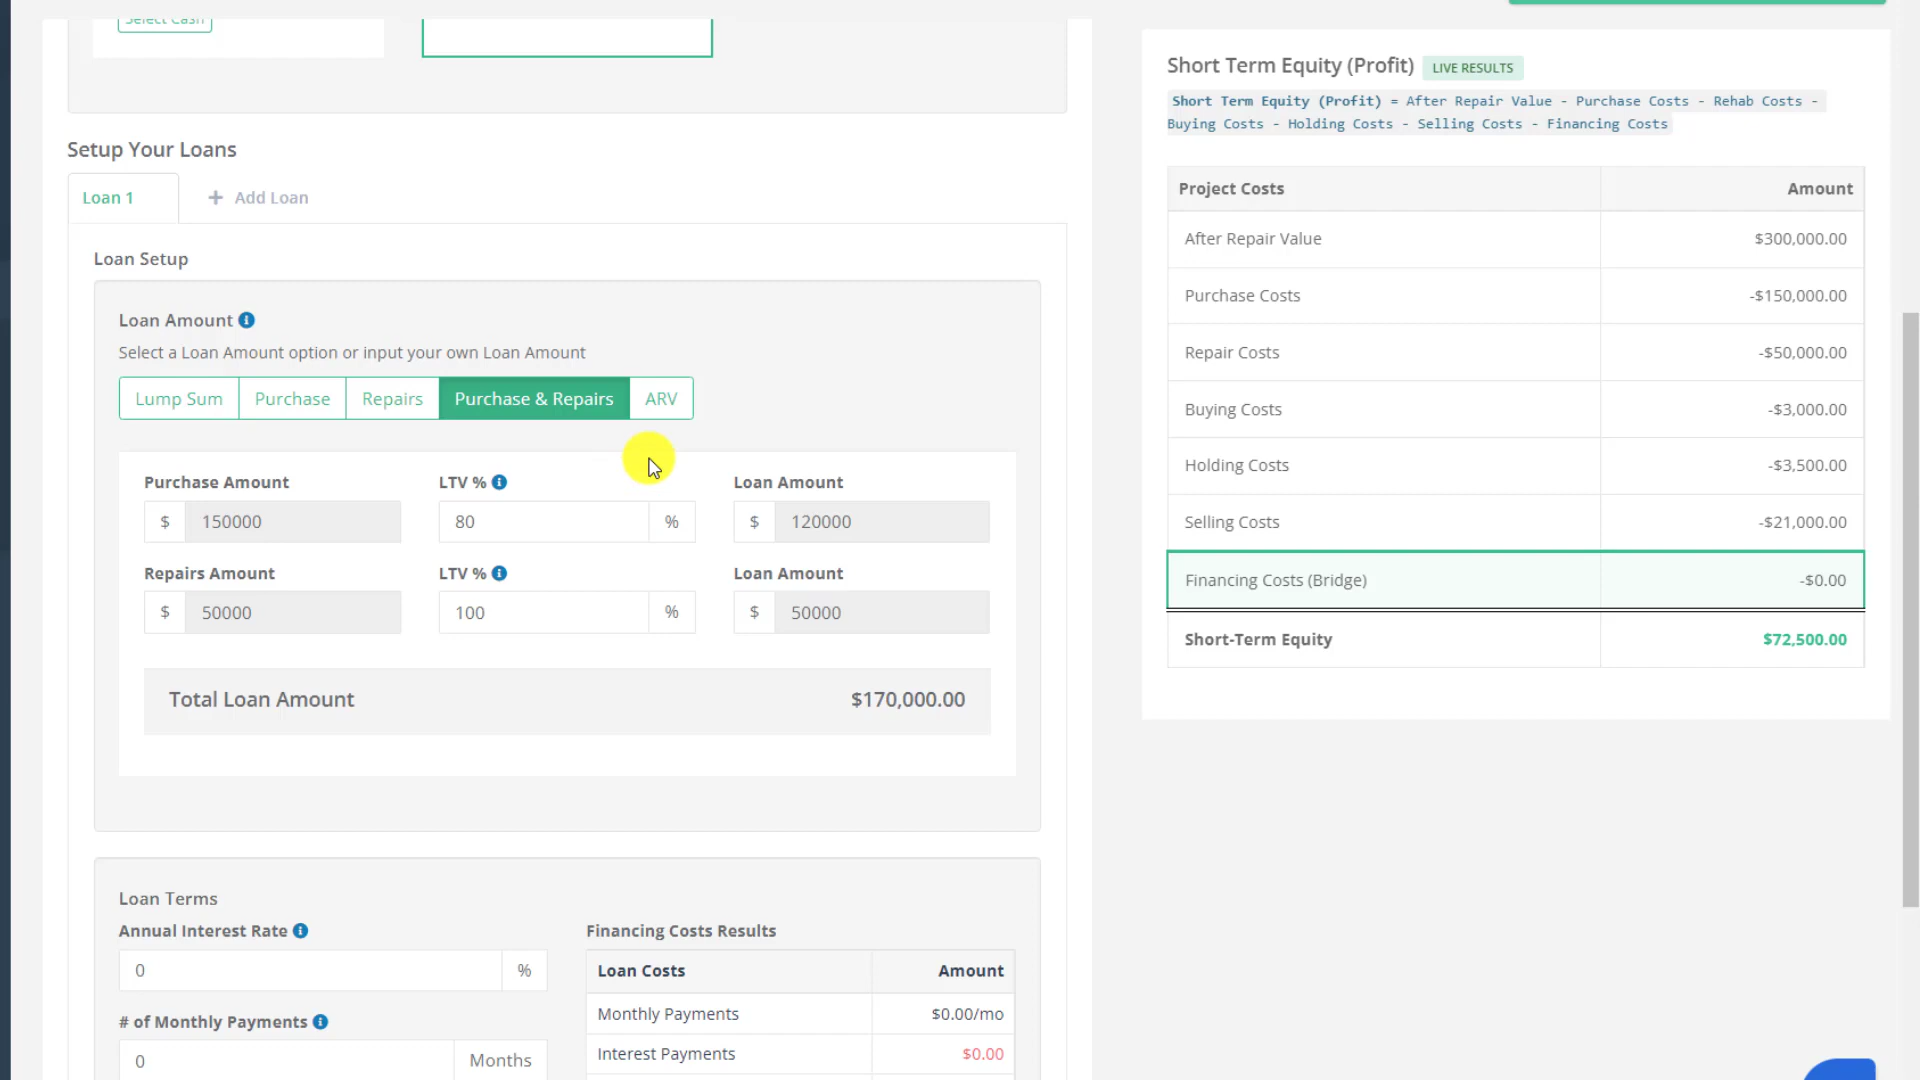 Select Cash
Setup Your Loans
Loan 1
Add Loan
Loan Setup
Loan Amount
Select a Loan Amount option or input your own Loan Amount
Lump Sum
Purchase
Repairs
Purchase & Repairs
ARV
Purchase Amount
LTV %
Loan Amount
$ 150000
80 %
$ 120000
Repairs Amount
LTV %
Loan Amount
$ 50000
100 %
$ 50000
Total Loan Amount $170,000.00
Loan Terms
Annual Interest Rate
0 %
# of Monthly Payments
0 Months
Financing Costs Results
Loan Costs Amount
Monthly Payments $0.00/mo
Interest Payments $0.00
Short Term Equity (Profit) LIVE RESULTS
Short Term Equity (Profit) = After Repair Value - Purchase Costs - Rehab Costs -
Buying Costs - Holding Costs - Selling Costs - Financing Costs
Project Costs Amount
After Repair Value $300,000.00
Purchase Costs -$150,000.00
Repair Costs -$50,000.00
Buying Costs -$3,000.00
Holding Costs -$3,500.00
Selling Costs -$21,000.00
Financing Costs (Bridge) -$0.00
Short-Term Equity $72,500.00